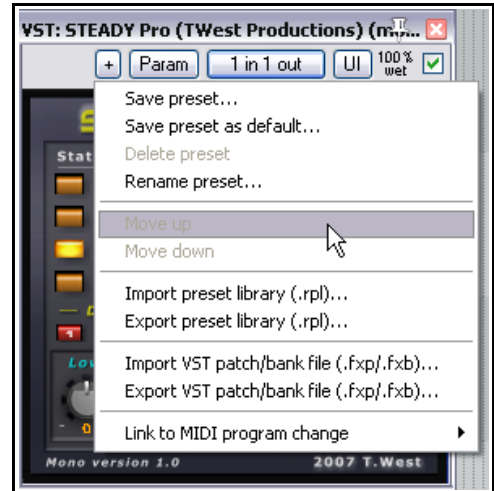 VST: STEADY Pro (TWest Productions) (mo...
+ Param 1 in 1 out UI 100% wet
Save preset...
Save preset as default...
Delete preset
Rename preset...
Move up
Move down
Import preset library (.rpl)...
Export preset library (.rpl)...
Import VST patch/bank file (.fxp/.fxb)...
Export VST patch/bank file (.fxp/.fxb)...
Link to MIDI program change
Mono version 1.0 2007 T.West